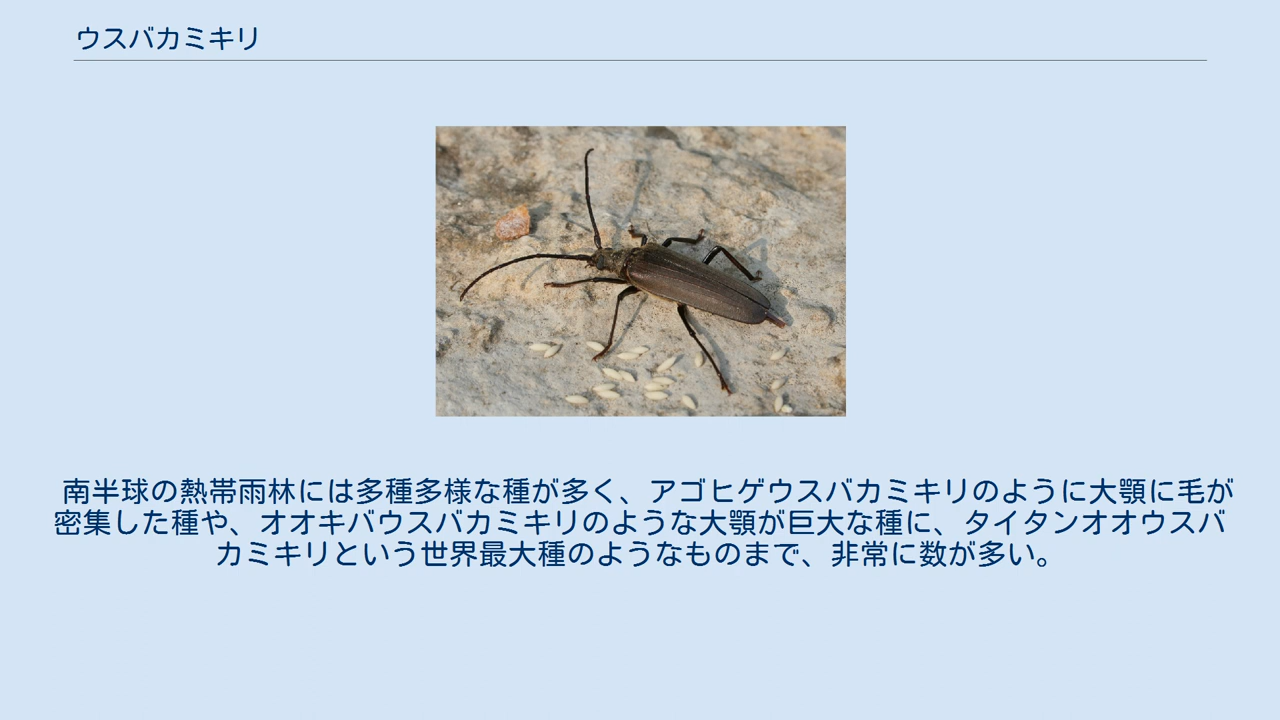 ウスバカミキリ
南半球の熱帯雨林には多種多様な種が多く、アゴヒゲウスバカミキリのように大顎に毛が
密集した種や、オオキバウスバカミキリのような大顎が巨大な種に、タイタンオオウスバ
カミキリという世界最大種のようなものまで、非常に数が多い。